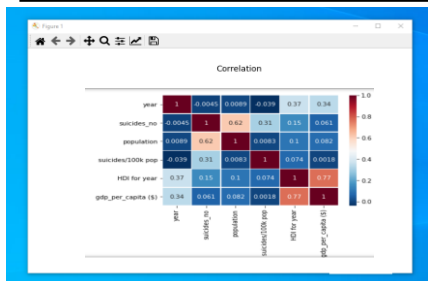 Figure 1
Correlation
year 1 -0.0045 0.0089 -0.039 0.37 0.34
suicides_no -0.0045 1 0.62 0.31 0.15 0.061
population 0.0089 0.62 1 0.0083 0.1 0.082
suicides/100k pop -0.039 0.31 0.0083 1 0.074 0.0018
HDI for year 0.37 0.15 0.1 0.074 1 0.77
gdp_per_capita ($) 0.34 0.061 0.082 0.0018 0.77 1
year suicides_no population suicides/100k pop HDI for year gdp_per_capita ($)
1.0
0.8
0.6
0.4
0.2
0.0